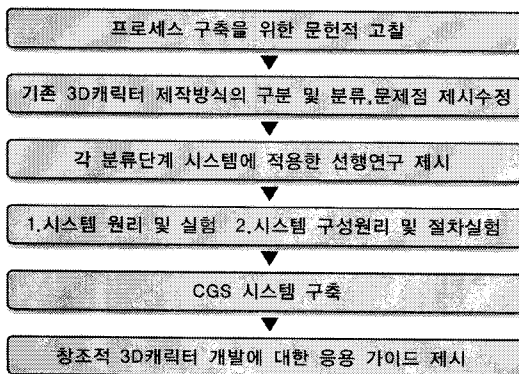 프로세스 구축을 위한 문헌적 고찰
기존 3D캐릭터 제작방식의 구분 및 분류,문제점 제시수정
각 분류단계 시스템에 적용한 선행연구 제시
1.시스템 원리 및 실험 2.시스템 구성원리 및 절차실험
CGS 시스템 구축
창조적 3D캐릭터 개발에 대한 응용 가이드 제시